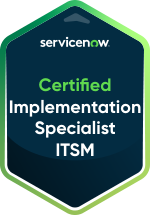 servicenow
Certified
Implementation
Specialist
ITSM